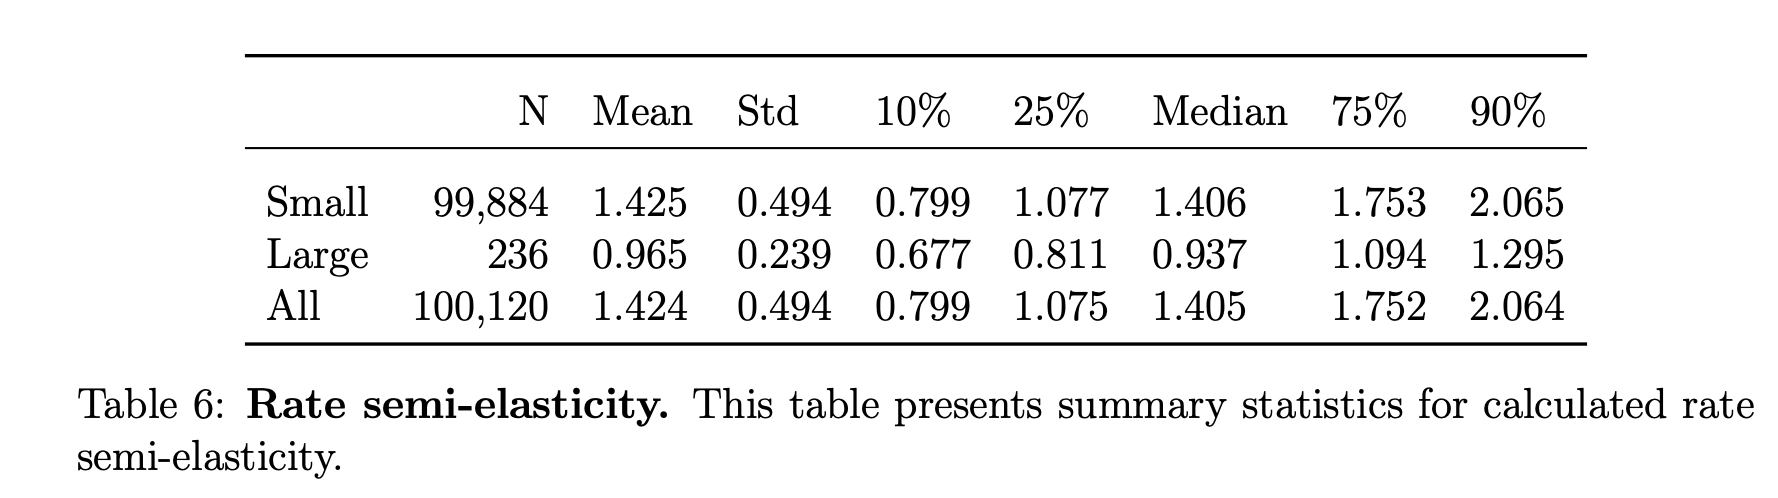 N Mean Std 10% 25% Median 75% 90%
Small 99,884 1.425 0.494 0.799 1.077 1.406 1.753 2.065
Large 236 0.965 0.239 0.677 0.811 0.937 1.094 1.295
All 100,120 1.424 0.494 0.799 1.075 1.405 1.752 2.064
Table 6: Rate semi-elasticity. This table presents summary statistics for calculated rate
semi-elasticity.